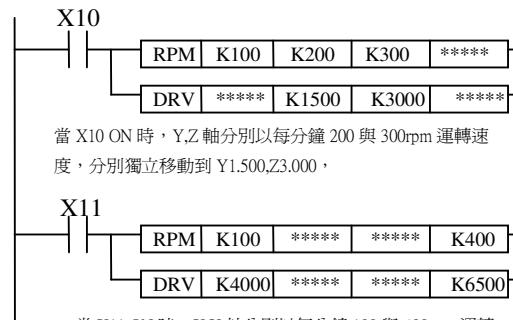 X10
RPM K100 K200 K300 *****
DRV ***** K1500 K3000 *****
當 X10 ON 時，Y,Z 軸分別以每分鐘 200 與 300rpm 運轉速
度，分別獨立移動到 Y1.500,Z3.000，
X11
RPM K100 ***** ***** K400
DRV K4000 ***** ***** K6500